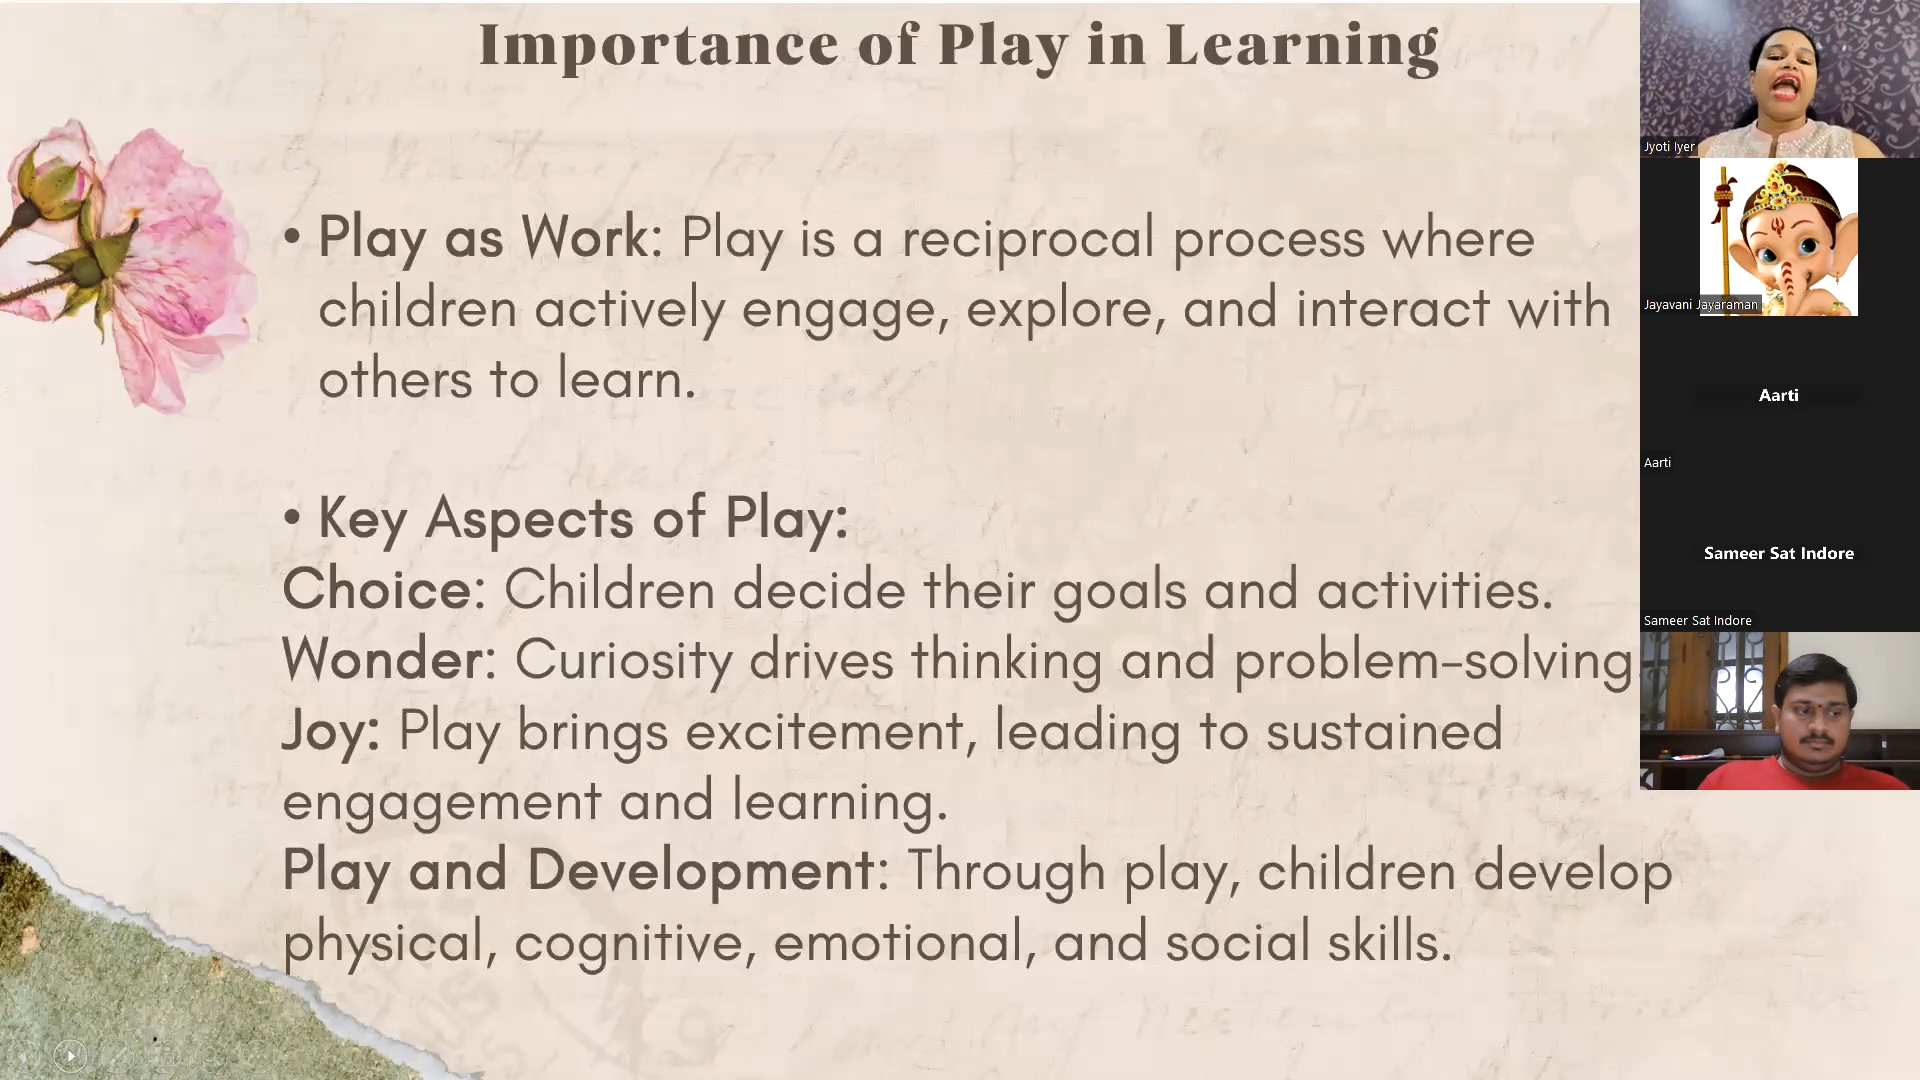 Importance of Play in Learning
• Play as Work: Play is a reciprocal process where
children actively engage, explore, and interact with
others to learn.
• Key Aspects of Play:
Choice: Children decide their goals and activities.
Wonder: Curiosity drives thinking and problem-solving.
Joy: Play brings excitement, leading to sustained
engagement and learning.
Play and Development: Through play, children develop
physical, cognitive, emotional, and social skills.
Jyoti Iyer
Jayavani Jayaraman
Aarti
Aarti
Sameer Sat Indore
Sameer Sat Indore